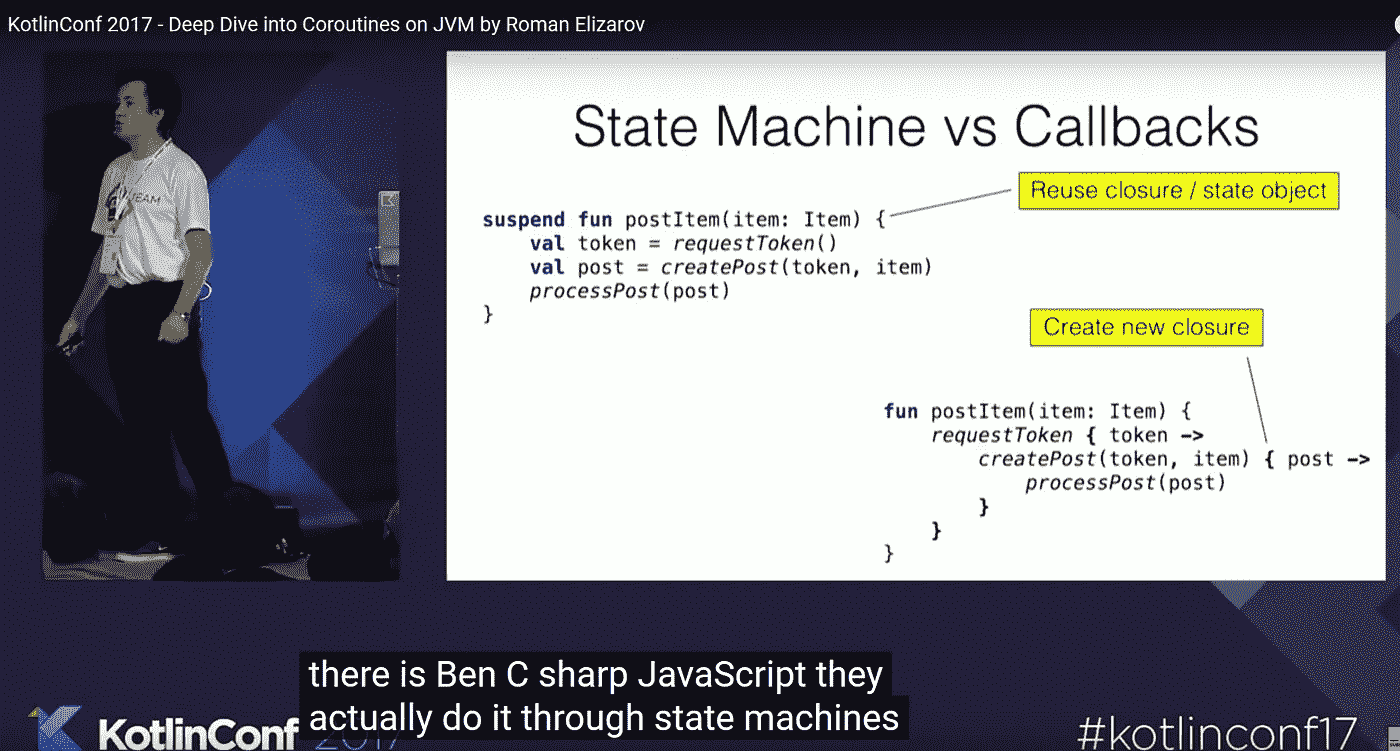 KotlinConf 2017 - Deep Dive into Coroutines on JVM by Roman Elizarov
State Machine vs Callbacks
Reuse closure / state object
suspend fun postItem(item: Item) {
val token = requestToken()
val post = createPost(token, item)
processPost(post)
}
Create new closure
fun postItem(item: Item) {
requestToken { token ->
createPost(token, item) { post ->
processPost(post)
}
}
}
there is Ben C sharp JavaScript they
actually do it through state machines
KotlinConf 2017
#kotlinconf17